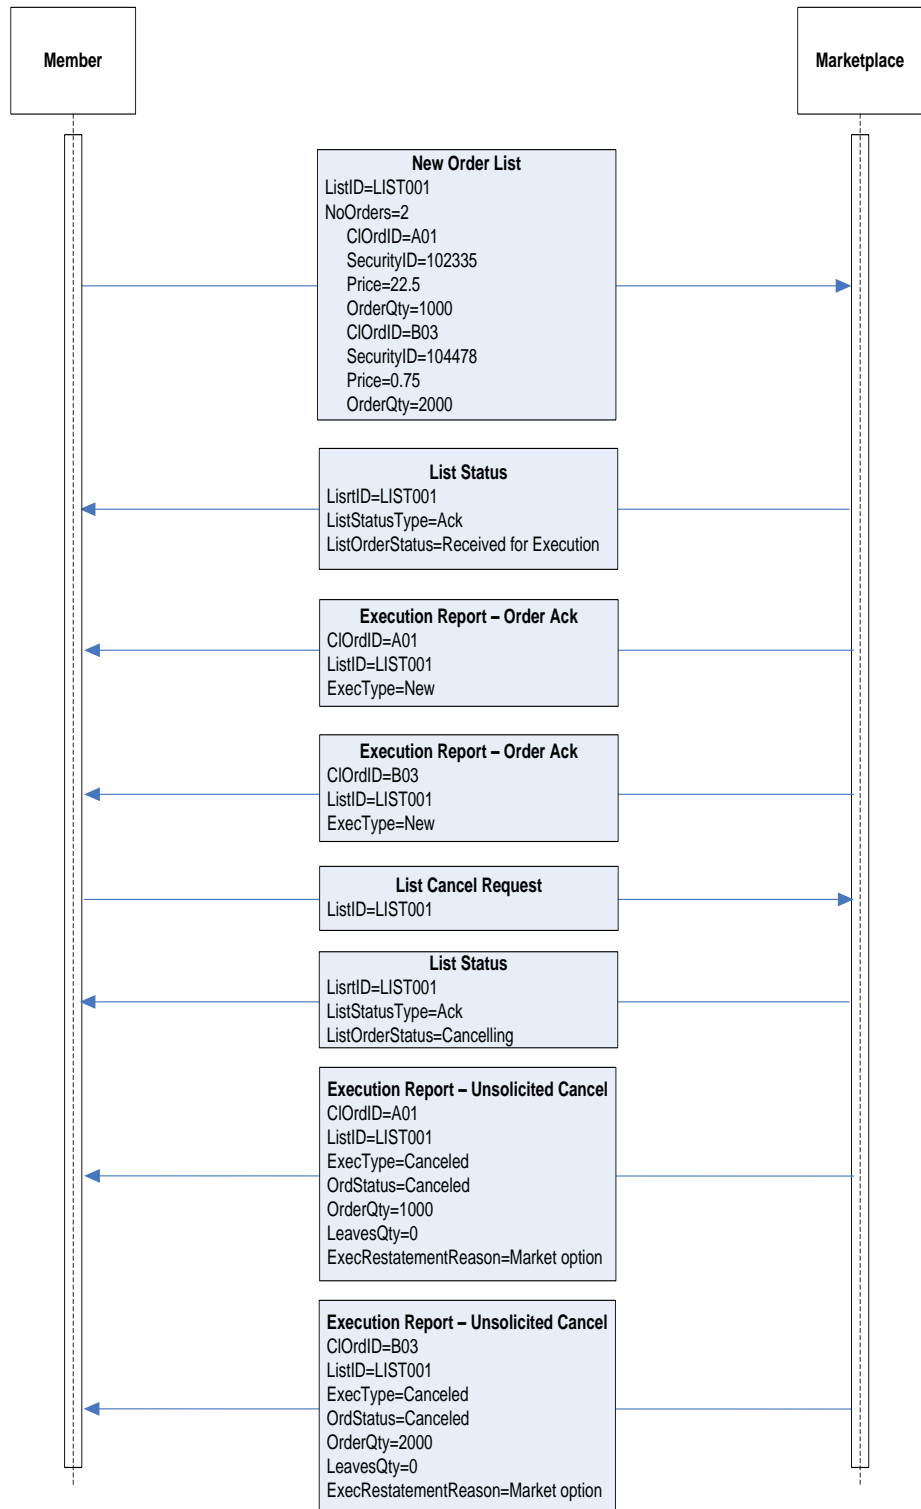 Member
Marketplace
New Order List
ListID=LIST001
NoOrders=2
ClOrdID=A01
SecurityID=102335
Price=22.5
OrderQty=1000
ClOrdID=B03
SecurityID=104478
Price=0.75
OrderQty=2000
List Status
LisrtID=LIST001
ListStatusType=Ack
ListOrderStatus=Received for Execution
Execution Report – Order Ack
ClOrdID=A01
ListID=LIST001
ExecType=New
Execution Report – Order Ack
ClOrdID=B03
ListID=LIST001
ExecType=New
List Cancel Request
ListID=LIST001
List Status
LisrtID=LIST001
ListStatusType=Ack
ListOrderStatus=Cancelling
Execution Report – Unsolicited Cancel
ClOrdID=A01
ListID=LIST001
ExecType=Canceled
OrdStatus=Canceled
OrderQty=1000
LeavesQty=0
ExecRestatementReason=Market option
Execution Report – Unsolicited Cancel
ClOrdID=B03
ListID=LIST001
ExecType=Canceled
OrdStatus=Canceled
OrderQty=2000
LeavesQty=0
ExecRestatementReason=Market option